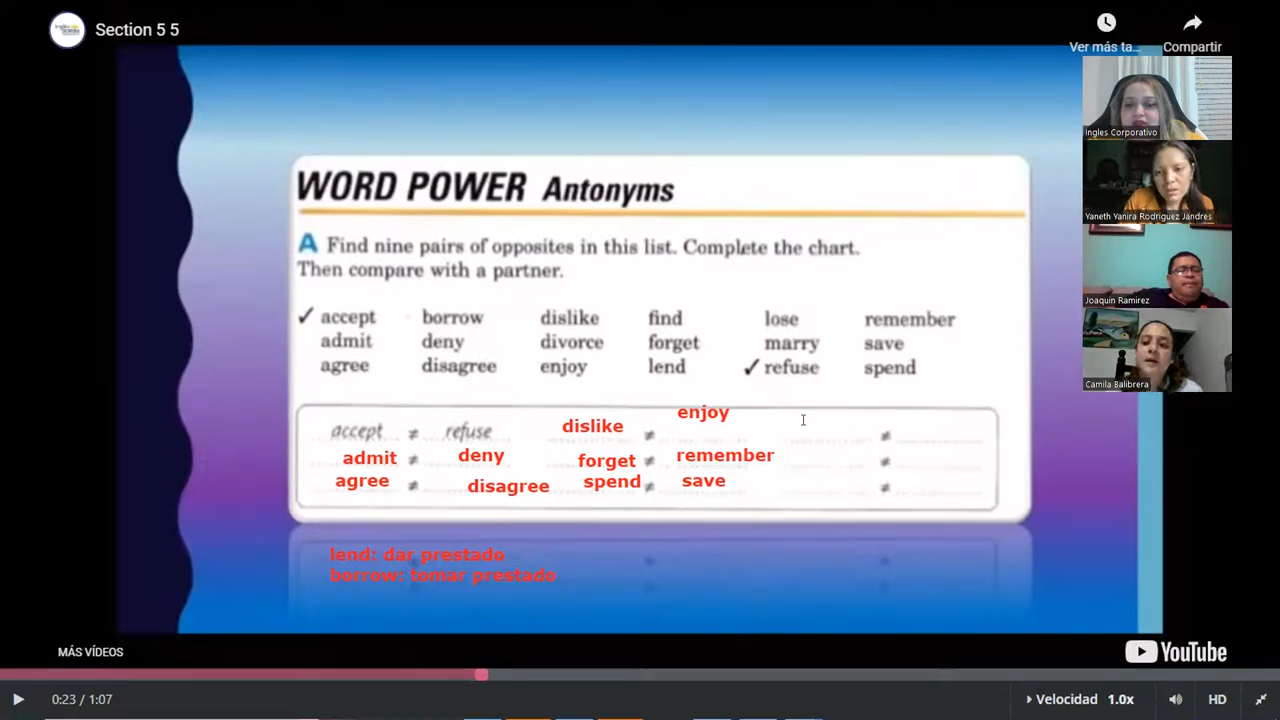 Section 5 5
Ver más ta...
Compartir
WORD POWER Antonyms
A Find nine pairs of opposites in this list. Complete the chart.
Then compare with a partner.
✓ accept borrow dislike find lose remember
admit deny divorce forget marry save
agree disagree enjoy lend ✓ refuse spend
accept ≠ refuse dislike ≠ enjoy ≠
admit ≠ deny forget ≠ remember ≠
agree ≠ disagree spend ≠ save ≠
lend: dar prestado
borrow: tomar prestado
Ingles Corporativo
Yaneth Yanira Rodriguez Jandres
Joaquin Ramirez
Camila Balibrera
MÁS VÍDEOS
YouTube
0:23 / 1:07
Velocidad 1.0x
HD